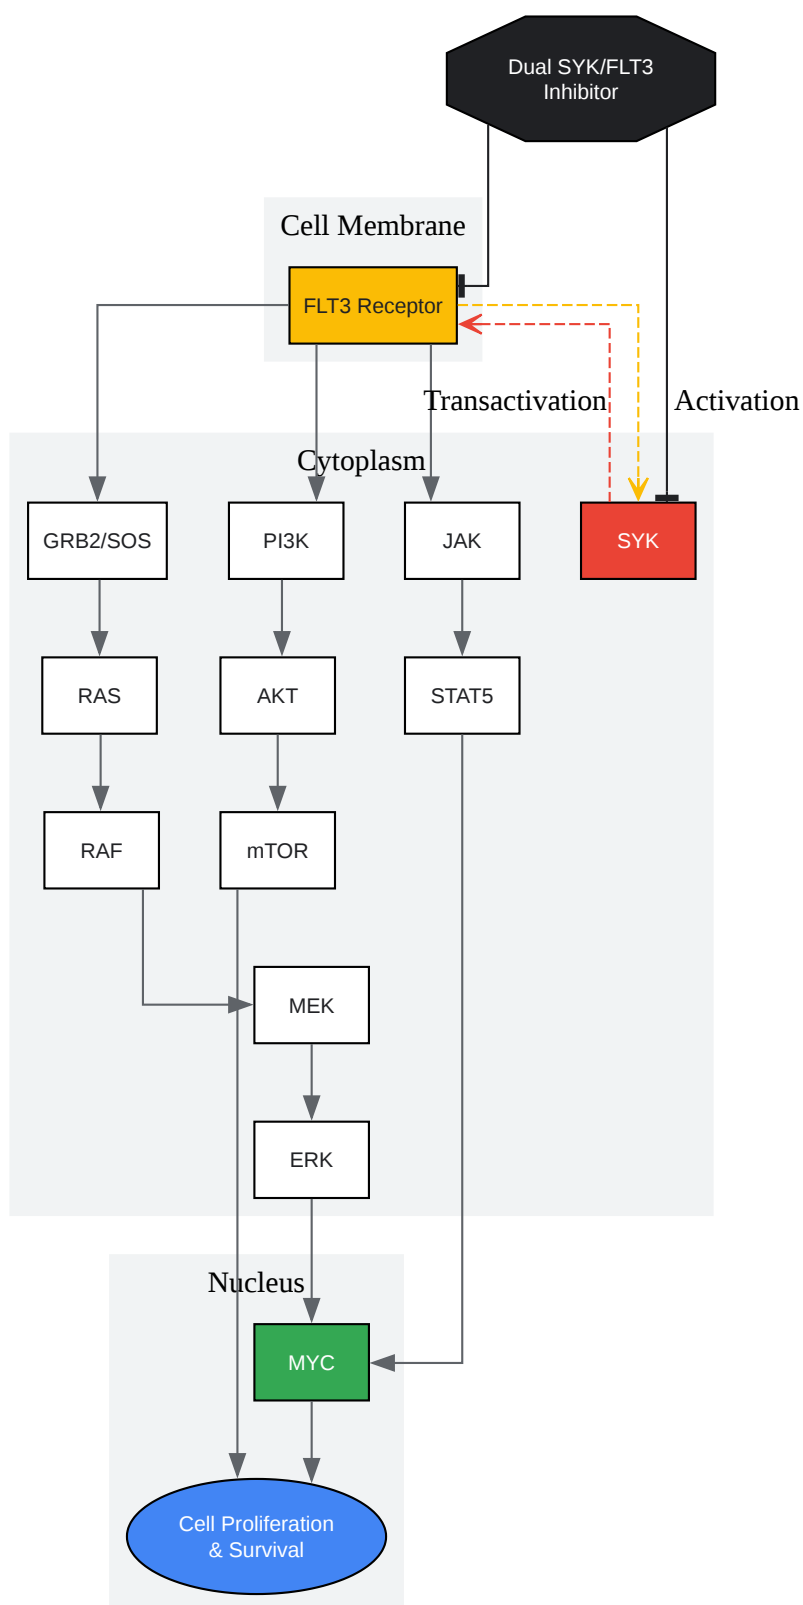 Dual SYK/FLT3
Inhibitor
Cell Membrane
FLT3 Receptor
Transactivation
Activation
Cytoplasm
GRB2/SOS
PI3K
JAK
SYK
RAS
AKT
STAT5
RAF
mTOR
MEK
ERK
Nucleus
MYC
Cell Proliferation
& Survival